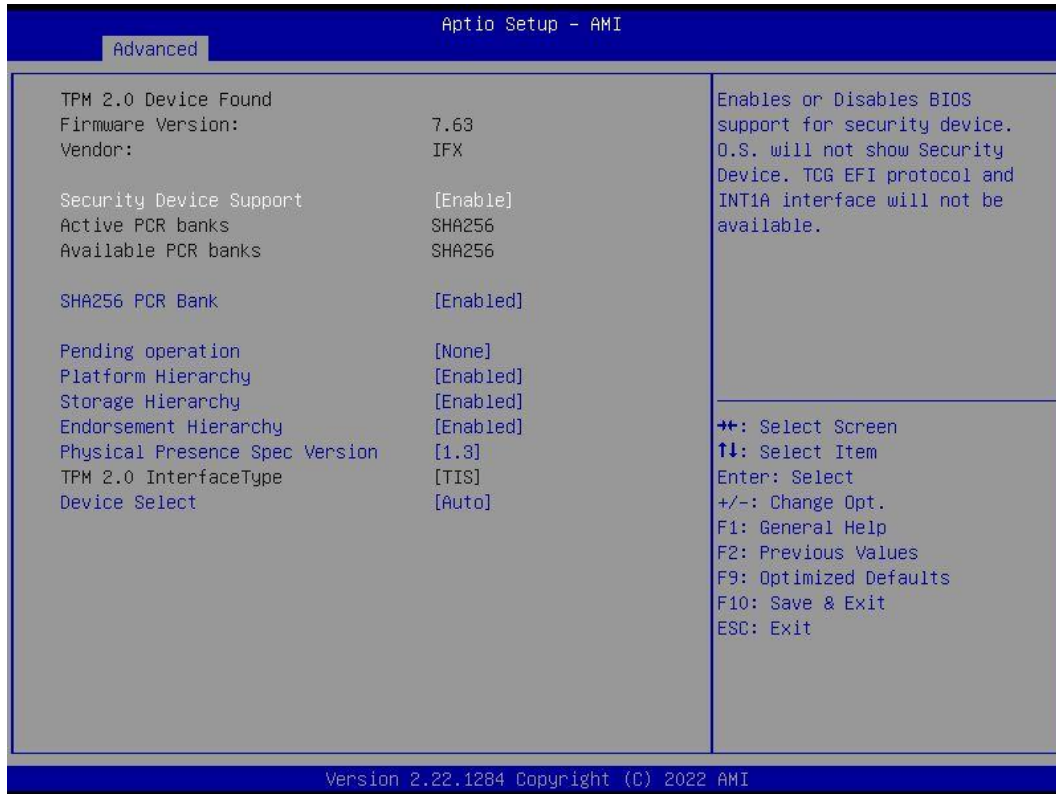 Aptio Setup - AMI
Advanced
TPM 2.0 Device Found
Firmware Version: 7.63
Vendor: IFX
Security Device Support [Enable]
Active PCR banks SHA256
Available PCR banks SHA256
SHA256 PCR Bank [Enabled]
Pending operation [None]
Platform Hierarchy [Enabled]
Storage Hierarchy [Enabled]
Endorsement Hierarchy [Enabled]
Physical Presence Spec Version [1.3]
TPM 2.0 InterfaceType [TIS]
Device Select [Auto]
Enables or Disables BIOS
support for security device.
O.S. will not show Security
Device. TCG EFI protocol and
INT1A interface will not be
available.
→←: Select Screen
↑↓: Select Item
Enter: Select
+/-: Change Opt.
F1: General Help
F2: Previous Values
F9: Optimized Defaults
F10: Save & Exit
ESC: Exit
Version 2.22.1284 Copyright (C) 2022 AMI